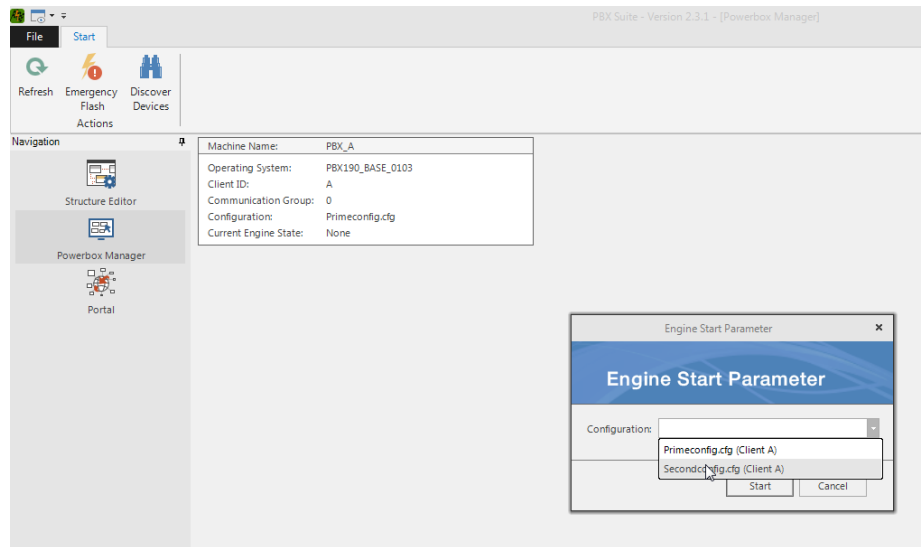 PBX Suite - Version 2.3.1 - [Powerbox Manager]
File Start
Refresh
Emergency Flash
Discover Devices
Actions
Navigation
Structure Editor
Powerbox Manager
Portal
Machine Name: PBX_A
Operating System: PBX190_BASE_0103
Client ID: A
Communication Group: 0
Configuration: Primeconfig.cfg
Current Engine State: None
Engine Start Parameter
Engine Start Parameter
Configuration:
Primeconfig.cfg (Client A)
Secondconfig.cfg (Client A)
Start Cancel